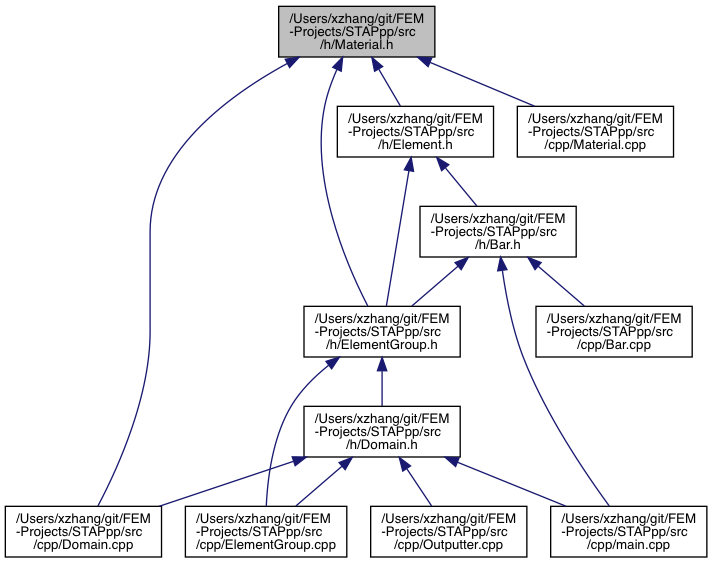 /Users/xzhang/git/FEM
-Projects/STAPpp/src
/h/Material.h
/Users/xzhang/git/FEM
-Projects/STAPpp/src
/h/Element.h
/Users/xzhang/git/FEM
-Projects/STAPpp/src
/cpp/Material.cpp
/Users/xzhang/git/FEM
-Projects/STAPpp/src
/h/Bar.h
/Users/xzhang/git/FEM
-Projects/STAPpp/src
/h/ElementGroup.h
/Users/xzhang/git/FEM
-Projects/STAPpp/src
/cpp/Bar.cpp
/Users/xzhang/git/FEM
-Projects/STAPpp/src
/h/Domain.h
/Users/xzhang/git/FEM
-Projects/STAPpp/src
/cpp/Domain.cpp
/Users/xzhang/git/FEM
-Projects/STAPpp/src
/cpp/ElementGroup.cpp
/Users/xzhang/git/FEM
-Projects/STAPpp/src
/cpp/Outputter.cpp
/Users/xzhang/git/FEM
-Projects/STAPpp/src
/cpp/main.cpp